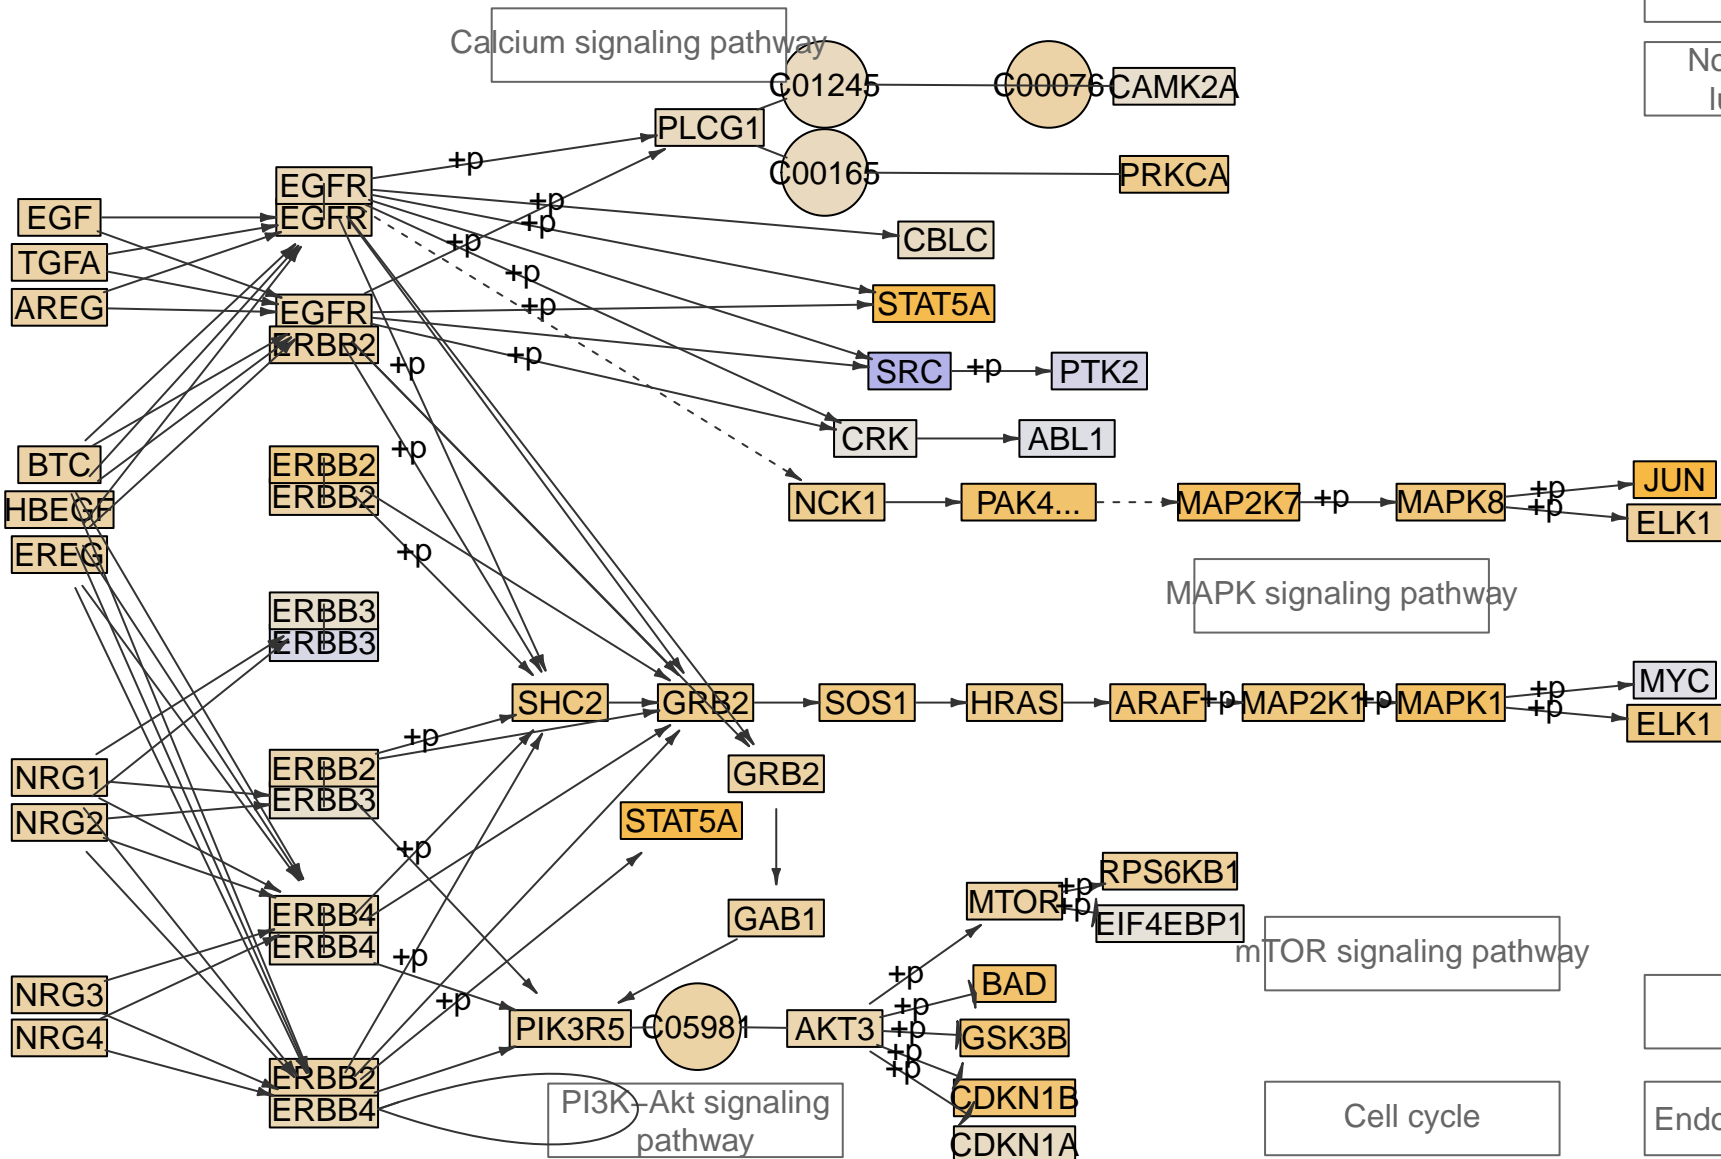 Calcium signaling pathway
No
lu
C01245
C00076
CAMK2A
PLCG1
+p
C00165
PRKCA
EGFR
EGFR
EGF
+p
+p
CBLC
TGFA
+p
+p
AREG
EGFR
+p
STAT5A
ERBB2
+p
+p
SRC
+p
PTK2
CRK
ABL1
+p
BTC
ERBB2
ERBB2
HBEGF
NCK1
PAK4...
MAP2K7
+p
MAPK8
+p
+p
JUN
ELK1
EREG
+p
MAPK signaling pathway
ERBB3
ERBB3
SHC2
GRB2
SOS1
HRAS
ARAF
+p
MAP2K1
+p
MAPK1
+p
+p
MYC
ELK1
+p
NRG1
ERBB2
ERBB3
GRB2
NRG2
STAT5A
+p
ERBB4
ERBB4
GAB1
MTOR
+p
+p
RPS6KB1
EIF4EBP1
mTOR signaling pathway
+p
+p
BAD
NRG3
+p
+p
PIK3R5
C05981
AKT3
+p
GSK3B
NRG4
+p
+p
ERBB2
ERBB4
CDKN1B
CDKN1A
PI3K−Akt signaling
pathway
Cell cycle
Endo